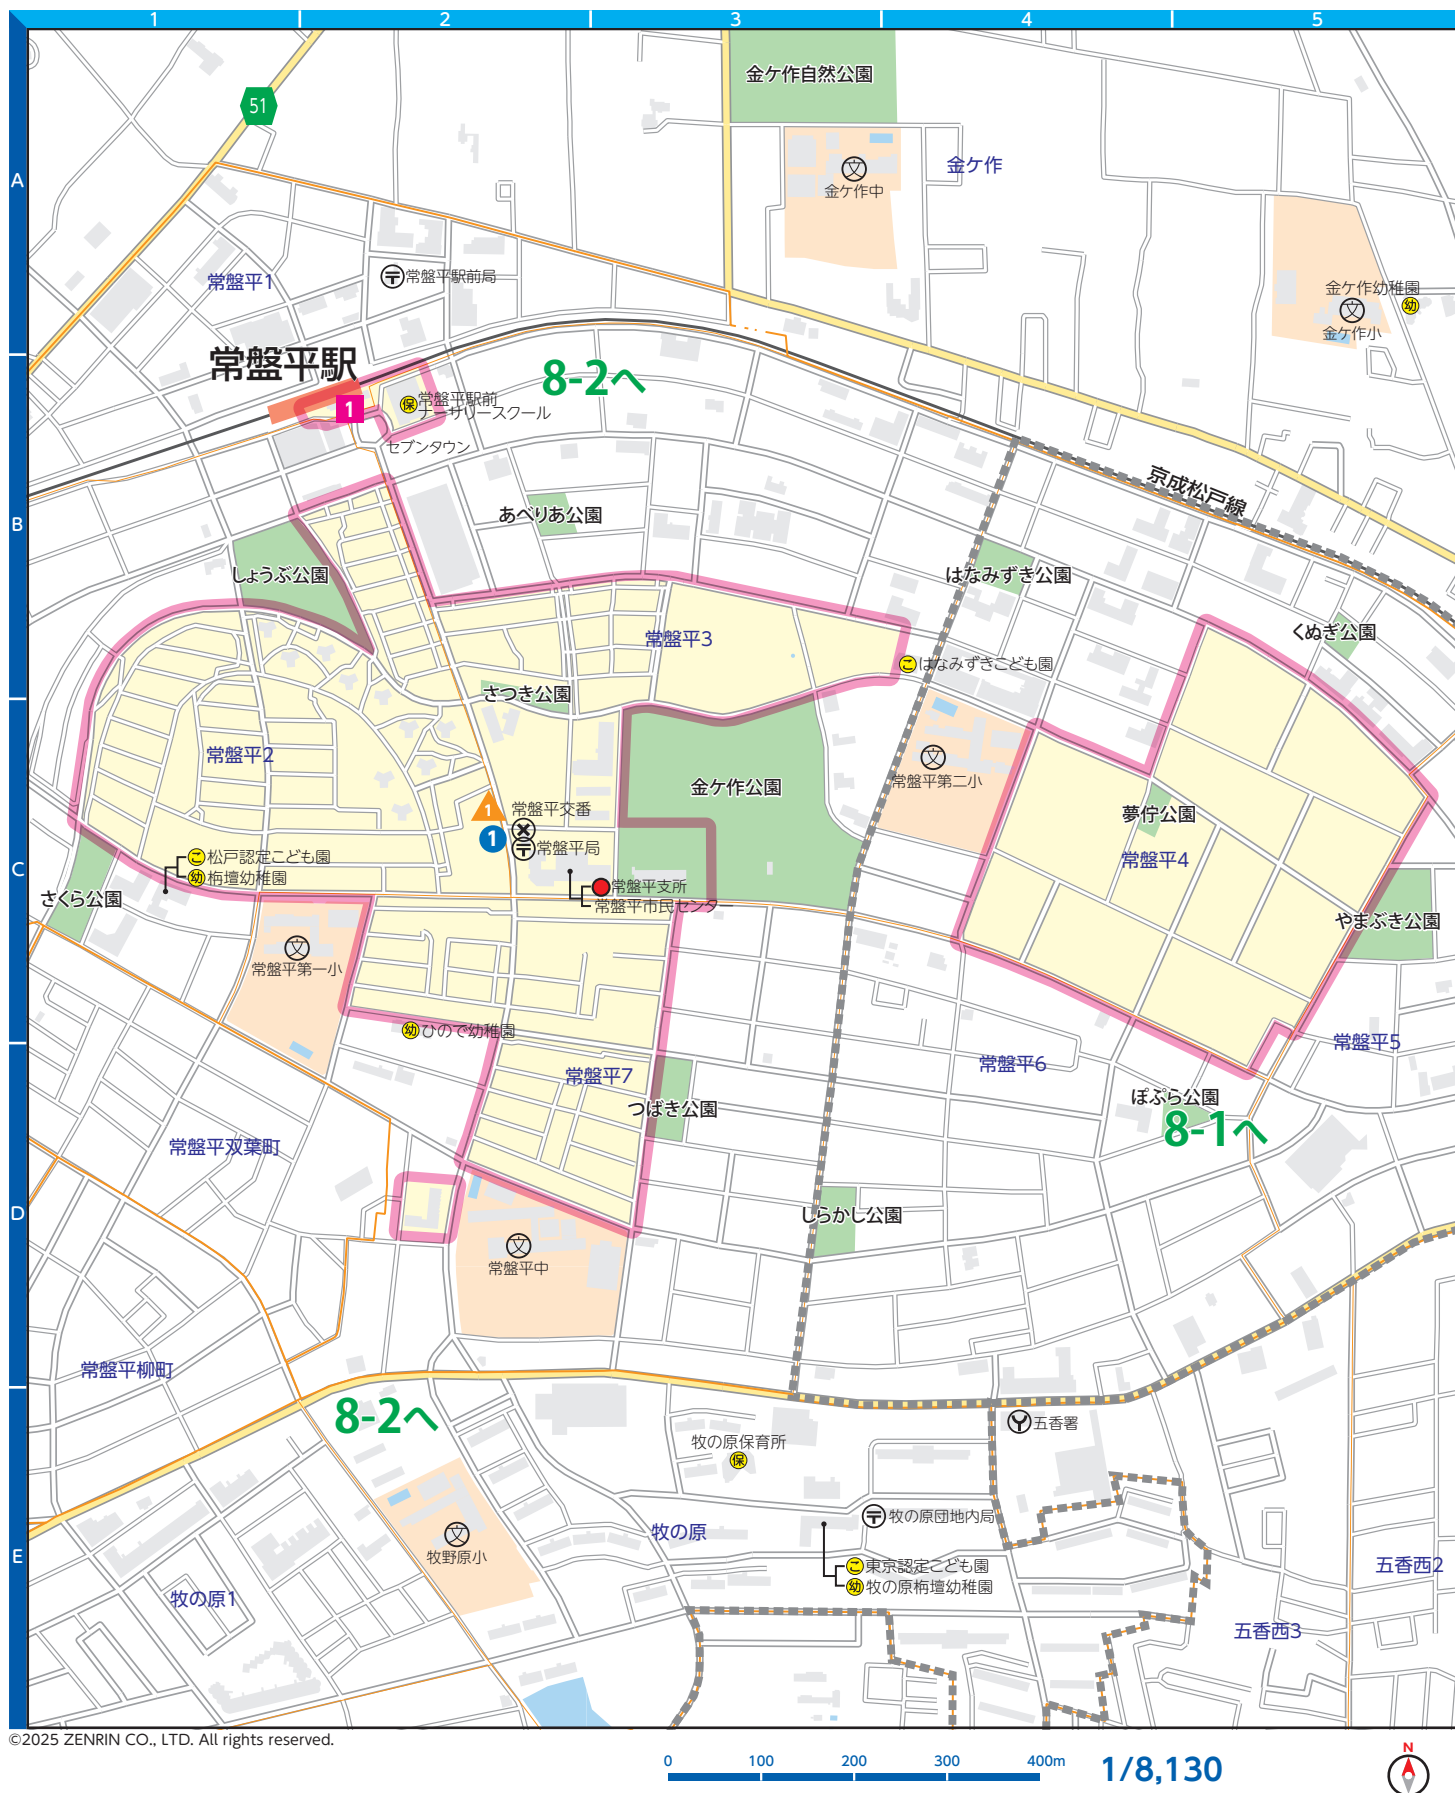 1
2
3
4
5
A
B
C
D
E
51
金ケ作自然公園
金ケ作
金ケ作中
常盤平1
常盤平駅前局
金ケ作幼稚園
幼
金ケ作小
常盤平駅
1
8-2へ
保
常盤平駅前
ナーサリースクール
セブンタウン
京成松戸線
あべりあ公園
しょうぶ公園
はなみずき公園
くぬぎ公園
常盤平3
こ はなみずきこども園
さつき公園
常盤平2
金ケ作公園
常盤平第二小
夢佇公園
常盤平4
1
常盤平交番
1
常盤平局
こ 松戸認定こども園
幼 栴壇幼稚園
さくら公園
常盤平支所
常盤平市民センター
やまぶき公園
常盤平第一小
幼 ひので幼稚園
常盤平5
常盤平6
常盤平7
つばき公園
ぽぷら公園
8-1へ
常盤平双葉町
しらかし公園
常盤平中
常盤平柳町
8-2へ
五香署
牧の原保育所
保
牧の原団地内局
牧の原
牧野原小
こ 東京認定こども園
幼 牧の原栴壇幼稚園
五香西2
牧の原1
五香西3
©2025 ZENRIN CO., LTD. All rights reserved.
0 100 200 300 400m
1/8,130
N